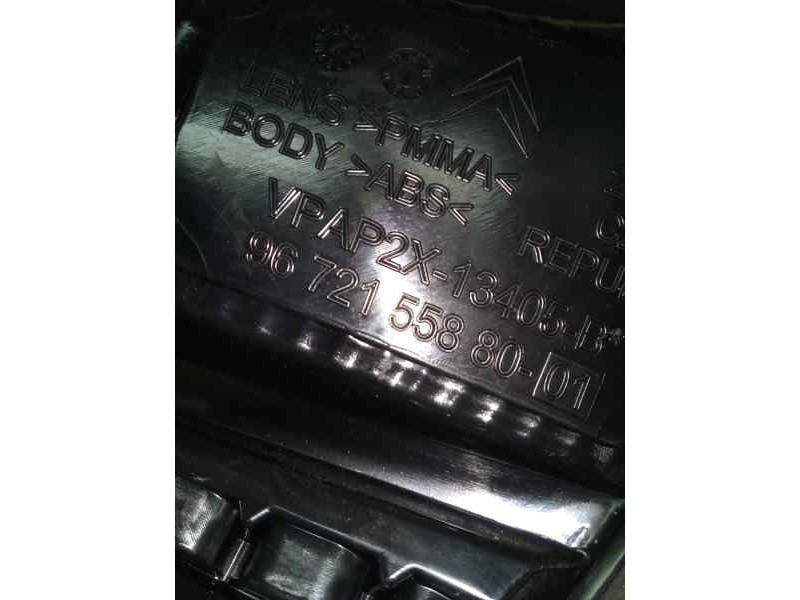 LENS >PMMA<
BODY >ABS<
VPAP2X-13405-B*
96 721 558 80-01